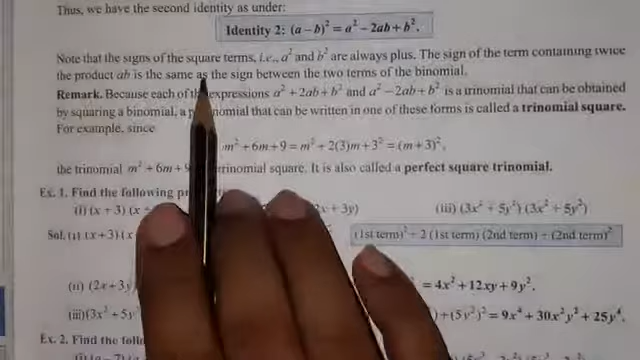 Thus, we have the second identity as under:
Identity 2: (a – b)² = a² – 2ab + b².
Note that the signs of the square terms, i.e., a² and b² are always plus. The sign of the term containing twice
the product ab is the same as the sign between the two terms of the binomial.
Remark. Because each of the expressions a² + 2ab + b² and a² – 2ab + b² is a trinomial that can be obtained
by squaring a binomial, a that can be written in one of these forms is called a trinomial square.
For example, since
m² + 6m + 9 = m² + 2(3)m + 3² = (m + 3)².
the trinomial m² + 6m + 9 trinomial square. It is also called a perfect square trinomial.
Ex. 1. Find the following
(i) (x + 3) (x + 3y) (iii) (3x² + 5y²) (3x² + 5y²)
Sol. (i) (x + 3) (x (1st term)² + 2 (1st term) (2nd term) + (2nd term)²
(ii) (2x + 3y) = 4x² + 12xy + 9y².
(iii) (3x² + 5y² ) + (5y²)² = 9x⁴ + 30x²y² + 25y⁴.
Ex. 2. Find the